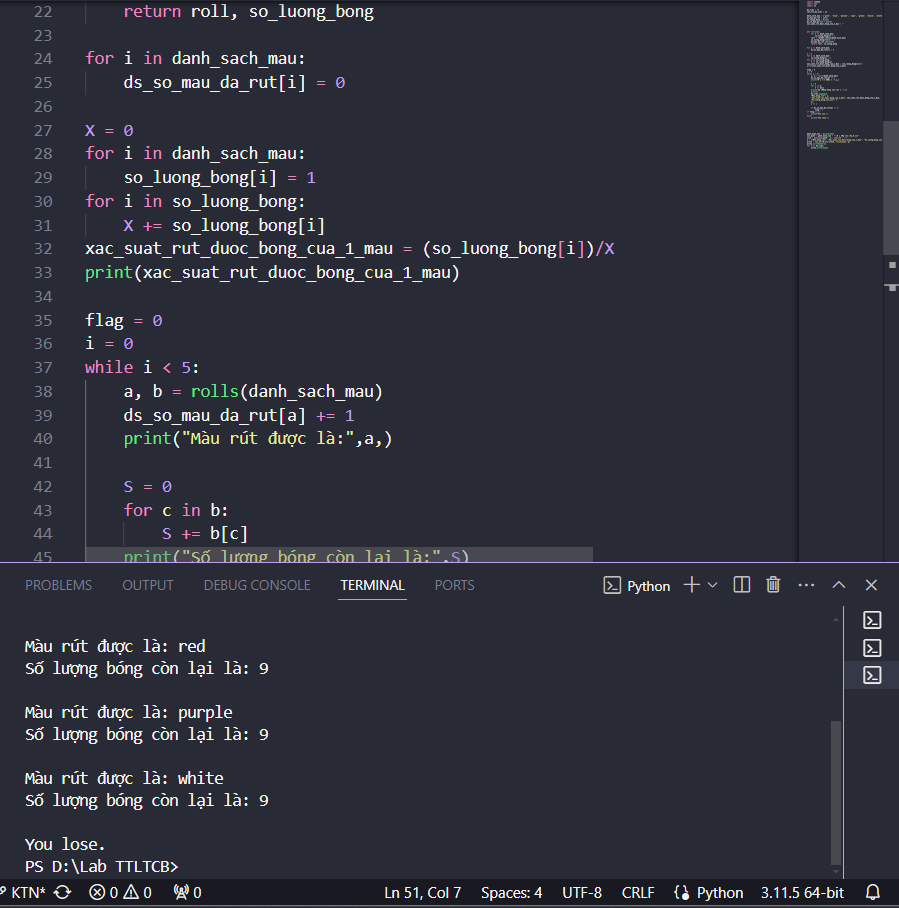 22 return roll, so_luong_bong
23
24 for i in danh_sach_mau:
25 ds_so_mau_da_rut[i] = 0
26
27 X = 0
28 for i in danh_sach_mau:
29 so_luong_bong[i] = 1
30 for i in so_luong_bong:
31 X += so_luong_bong[i]
32 xac_suat_rut_duoc_bong_cua_1_mau = (so_luong_bong[i])/X
33 print(xac_suat_rut_duoc_bong_cua_1_mau)
34
35 flag = 0
36 i = 0
37 while i < 5:
38 a, b = rolls(danh_sach_mau)
39 ds_so_mau_da_rut[a] += 1
40 print("Màu rút được là:",a,)
41
42 S = 0
43 for c in b:
44 S += b[c]
45 print("Số lượng bóng còn lại là:",S)
PROBLEMS OUTPUT DEBUG CONSOLE TERMINAL PORTS Python
Màu rút được là: red
Số lượng bóng còn lại là: 9
Màu rút được là: purple
Số lượng bóng còn lại là: 9
Màu rút được là: white
Số lượng bóng còn lại là: 9
You lose.
PS D:\Lab TTLTCB>
KTN* 0 0 0 Ln 51, Col 7 Spaces: 4 UTF-8 CRLF Python 3.11.5 64-bit